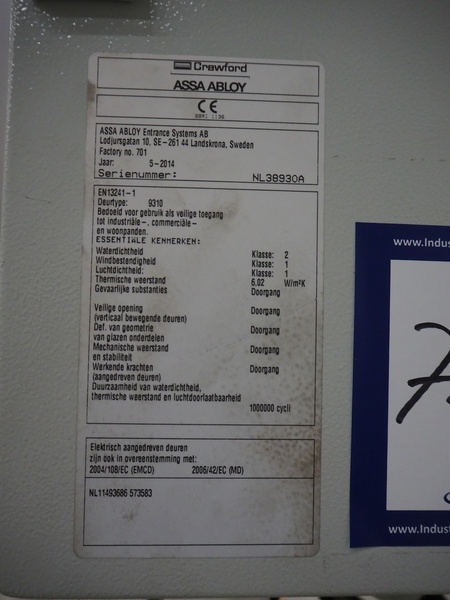 Crawford
ASSA ABLOY
CE
ASSA ABLOY Entrance Systems AB
Lodjursgatan 10, SE-261 44 Landskrona, Sweden
Factory no. 701
Jaar: 5-2014
Serienummer: NL38930A
EN13241-1
Deurtype: 9310
Bedoeld voor gebruik als veilige toegang
tot industriële-, commerciële-
en woonpanden.
ESSENTIËLE KENMERKEN:
Waterdichtheid Klasse: 2
Windbestendigheid Klasse: 1
Luchtdichtheid: Klasse: 1
Thermische weerstand 6,02 W/m²K
Gevaarlijke substanties Doorgang
Veilige opening Doorgang
(verticaal bewegende deuren)
Def. van geometrie Doorgang
van glazen onderdelen
Mechanische weerstand Doorgang
en stabiliteit
Werkende krachten Doorgang
(aangedreven deuren)
Duurzaamheid van waterdichtheid,
thermische weerstand en luchtdoorlaatbaarheid
1000000 cycli
Elektrisch aangedreven deuren
zijn ook in overeenstemming met:
2004/108/EC (EMCD) 2006/42/EC (MD)
NL11493686 573583
www.Indus
www.Indust